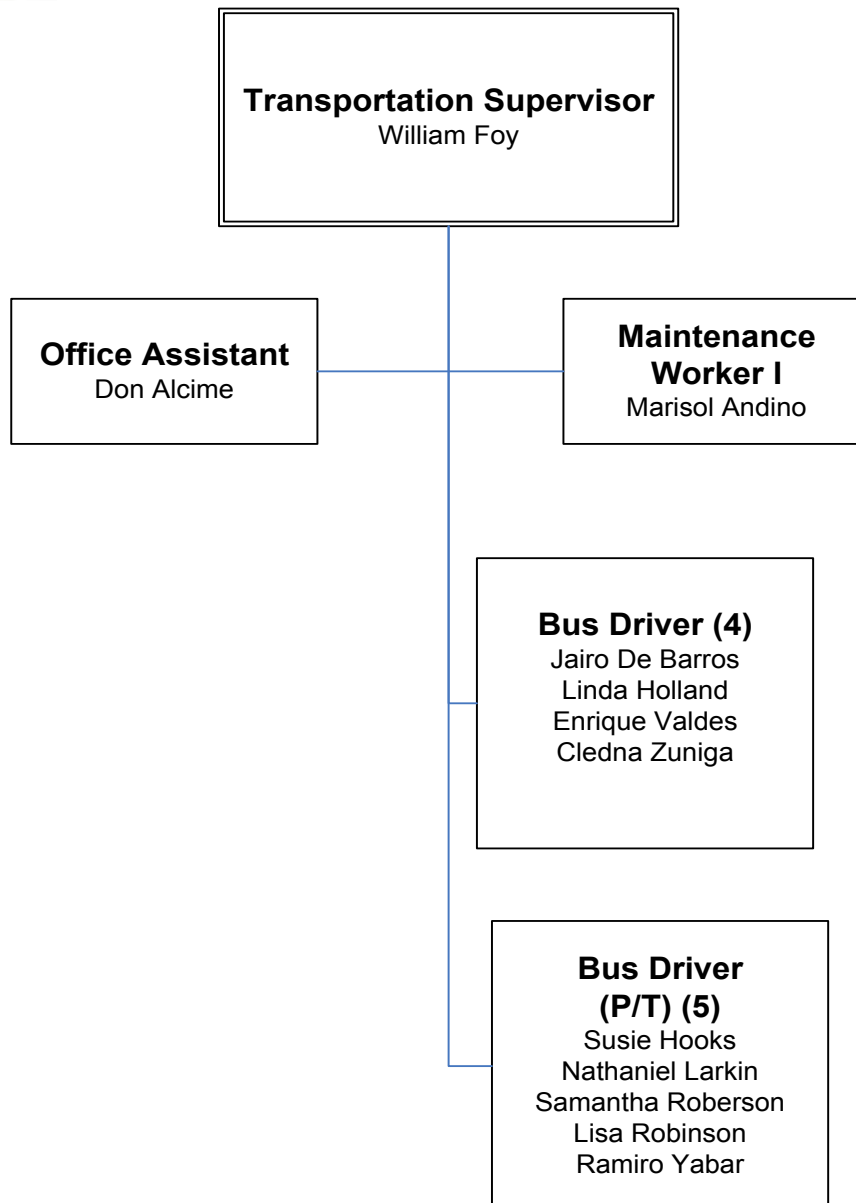 Transportation Supervisor
William Foy
Office Assistant
Don Alcime
Maintenance
Worker I
Marisol Andino
Bus Driver (4)
Jairo De Barros
Linda Holland
Enrique Valdes
Cledna Zuniga
Bus Driver
(P/T) (5)
Susie Hooks
Nathaniel Larkin
Samantha Roberson
Lisa Robinson
Ramiro Yabar